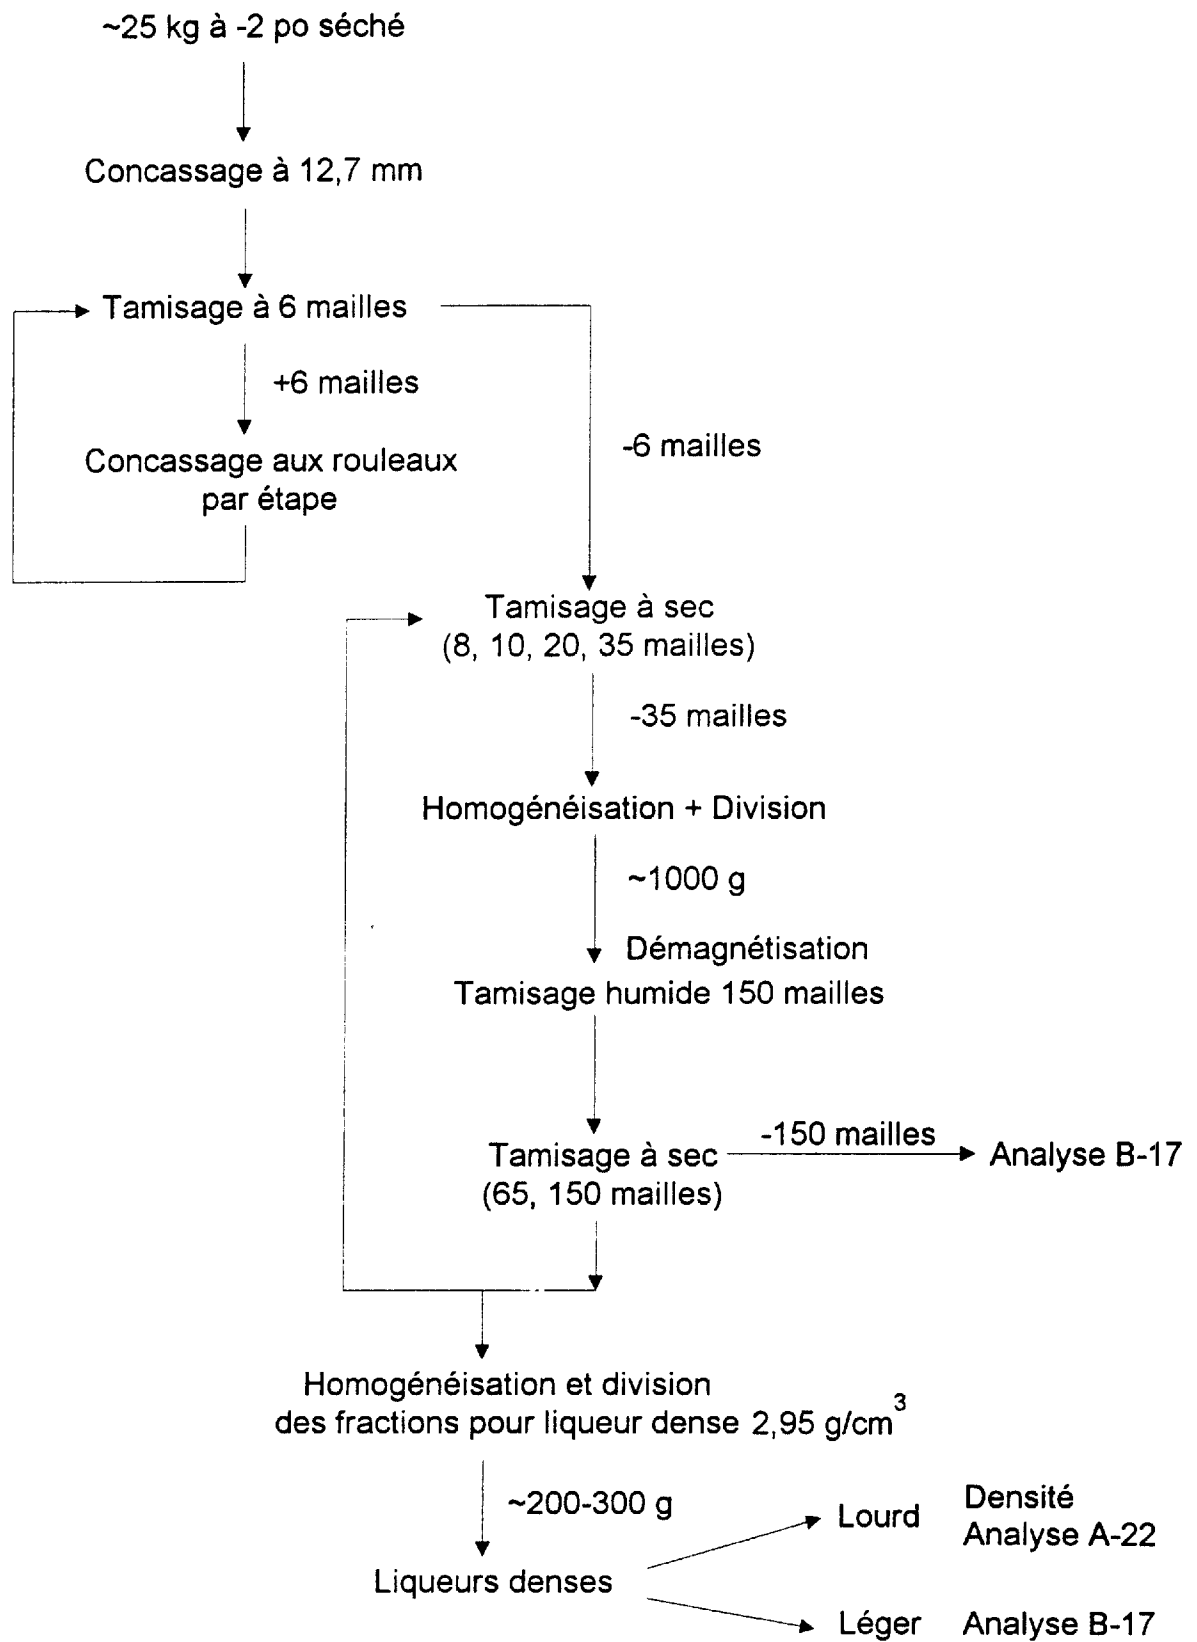 ~25 kg à -2 po séché
Concassage à 12,7 mm
Tamisage à 6 mailles
+6 mailles
-6 mailles
Concassage aux rouleaux
par étape
Tamisage à sec
(8, 10, 20, 35 mailles)
-35 mailles
Homogénéisation + Division
~1000 g
Démagnétisation
Tamisage humide 150 mailles
-150 mailles
Tamisage à sec
(65, 150 mailles)
Analyse B-17
Homogénéisation et division
des fractions pour liqueur dense 2,95 g/cm³
~200-300 g
Lourd
Densité
Analyse A-22
Liqueurs denses
Léger
Analyse B-17